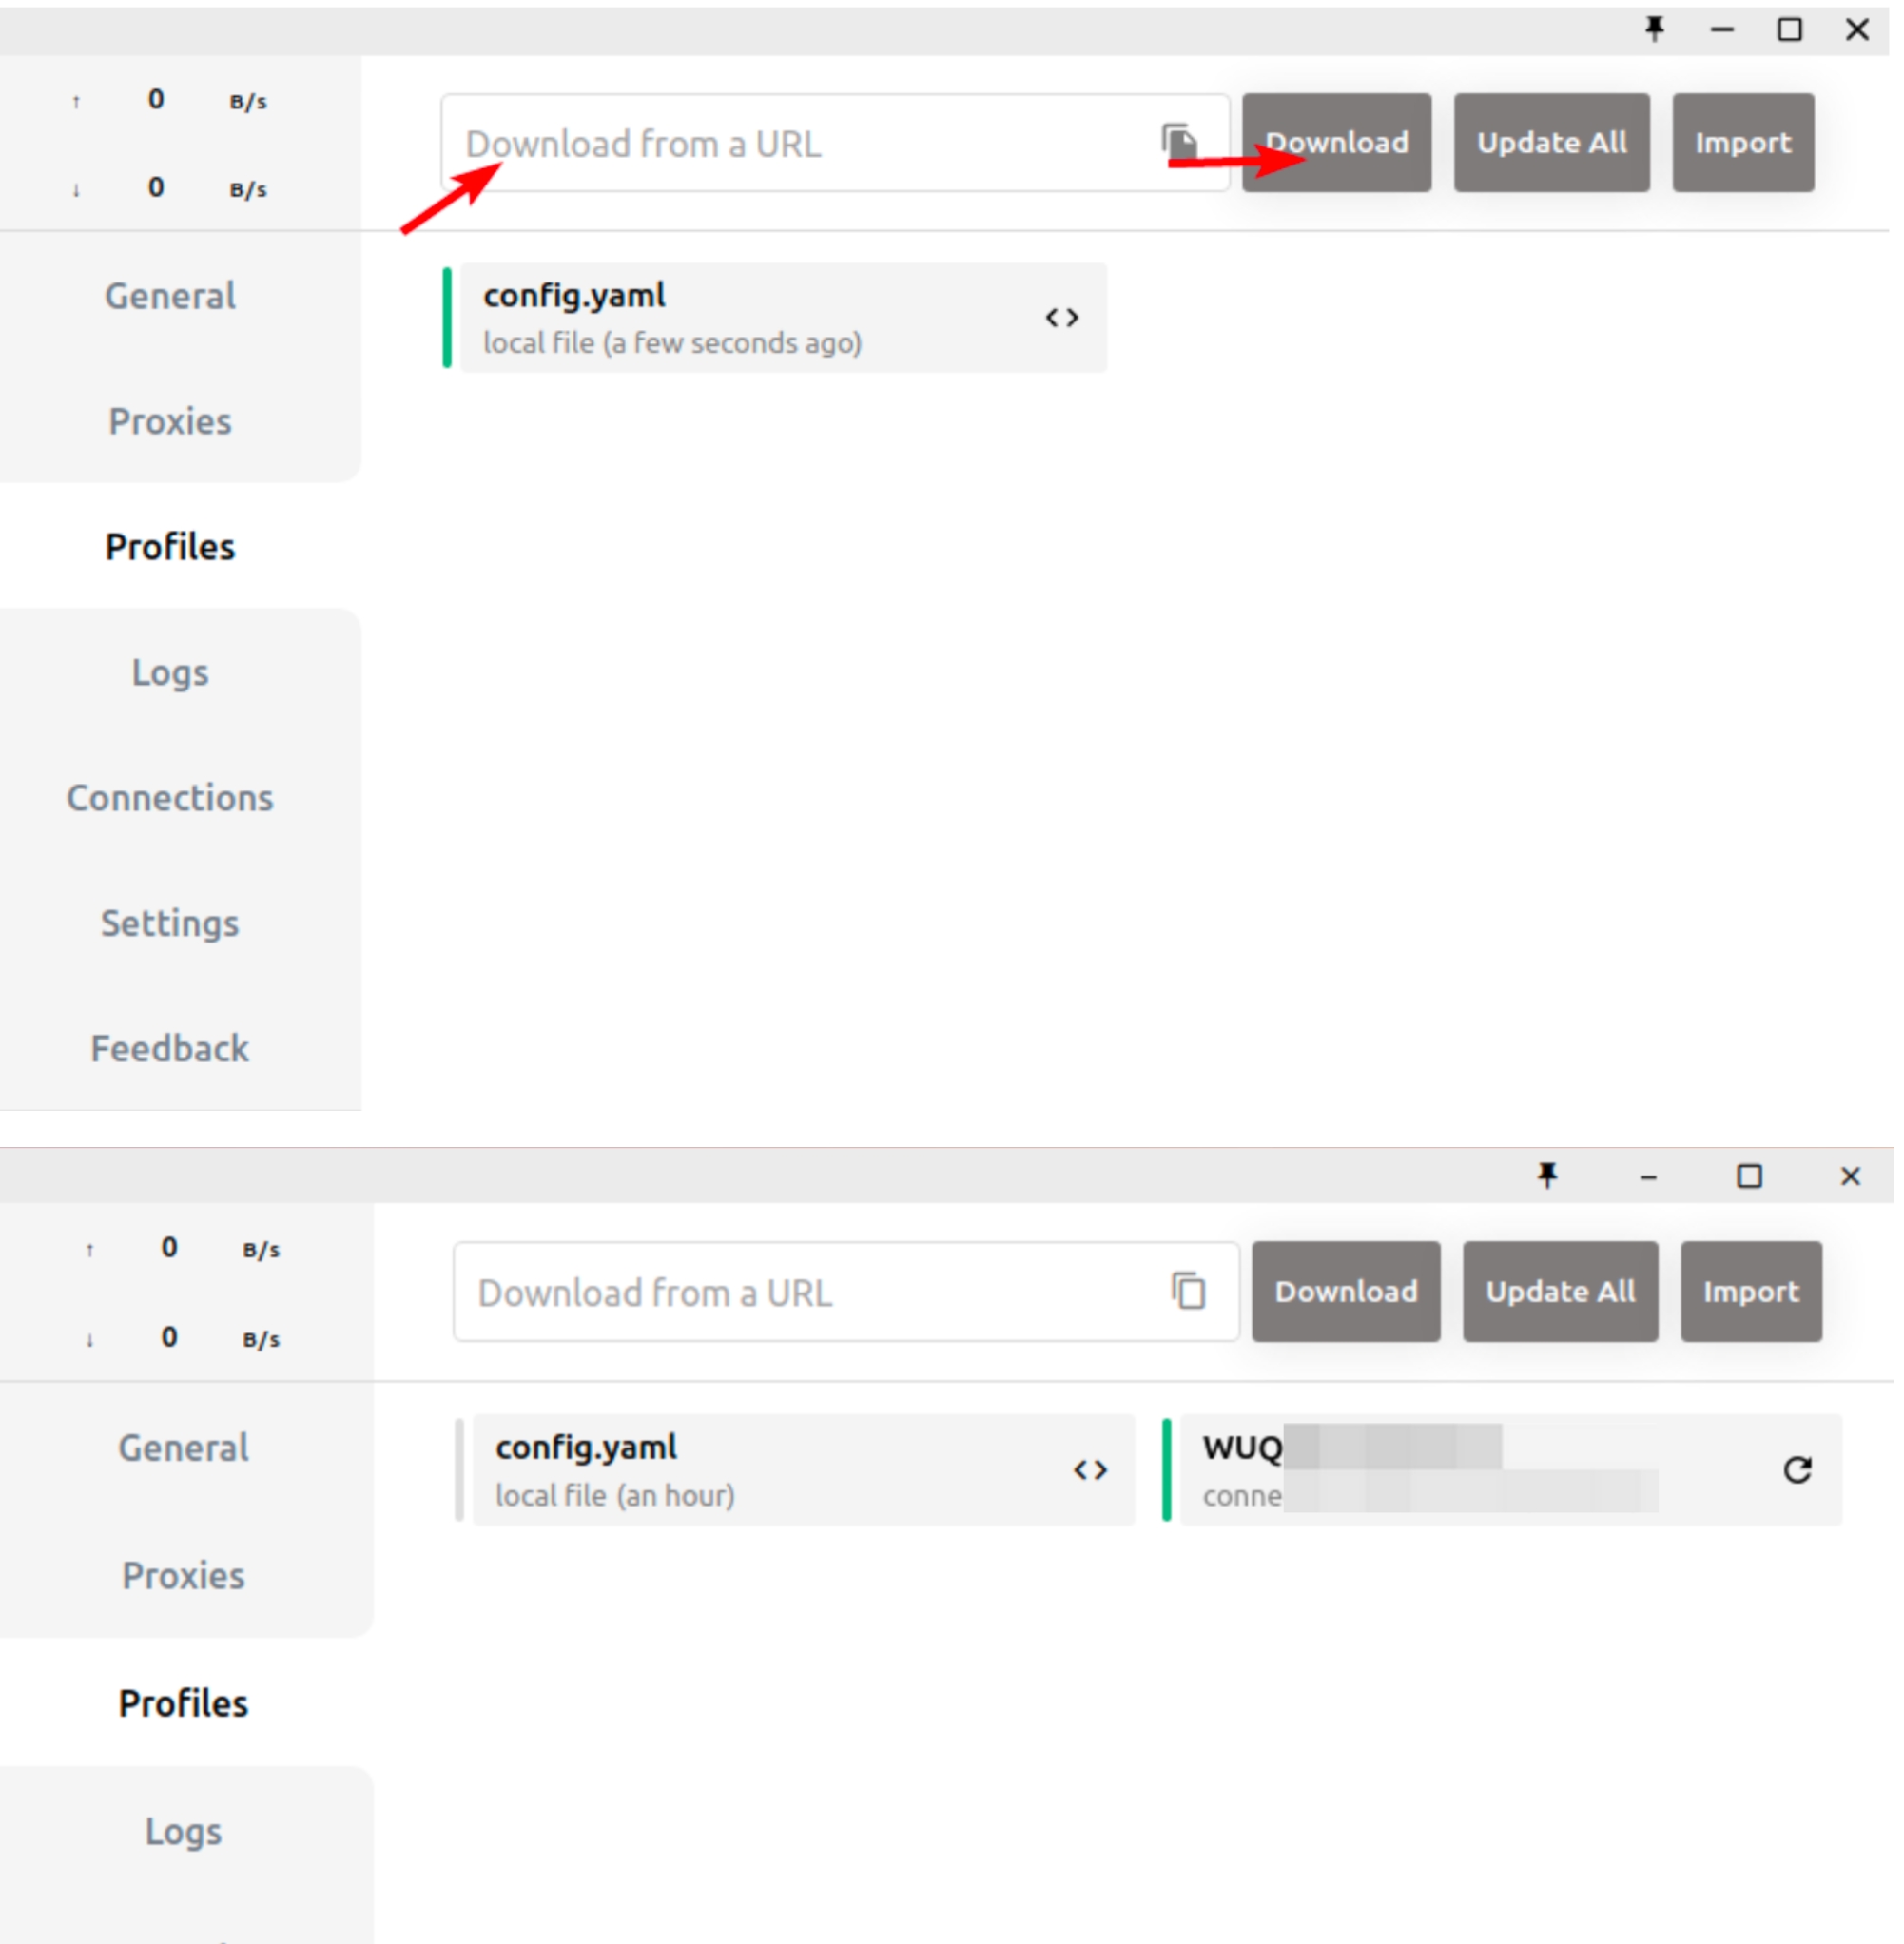 ↑ 0 B/s
↓ 0 B/s
Download from a URL
Download
Update All
Import
General
Proxies
Profiles
Logs
Connections
Settings
Feedback
config.yaml
local file (a few seconds ago)
↑ 0 B/s
↓ 0 B/s
Download from a URL
Download
Update All
Import
General
Proxies
Profiles
Logs
config.yaml
local file (an hour)
WUQ
conne